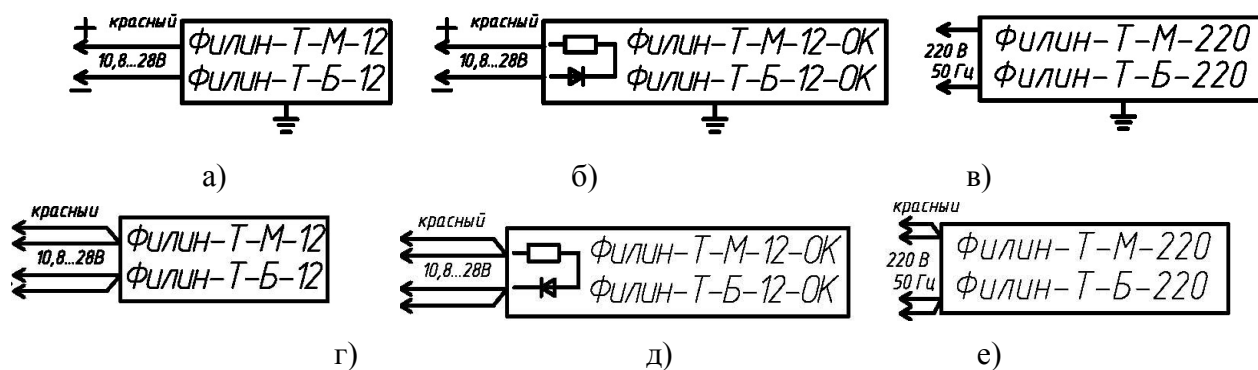 + красный
10,8...28В
−
Филин-Т-М-12
Филин-Т-Б-12
+ красный
10,8...28В
−
Филин-Т-М-12-ОК
Филин-Т-Б-12-ОК
220 В
50 Гц
Филин-Т-М-220
Филин-Т-Б-220
а)
б)
в)
красный
10,8...28В
Филин-Т-М-12
Филин-Т-Б-12
красный
10,8...28В
Филин-Т-М-12-ОК
Филин-Т-Б-12-ОК
красный
220 В
50 Гц
Филин-Т-М-220
Филин-Т-Б-220
г)
д)
е)